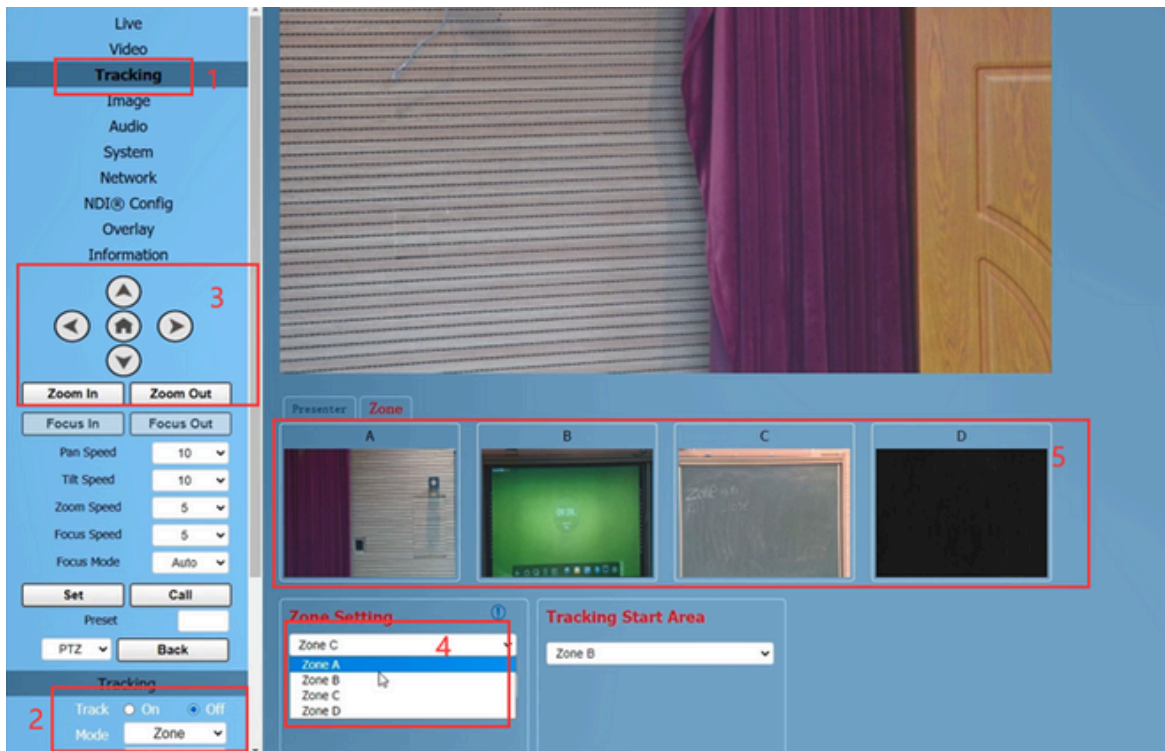 Live
Video
Tracking 1
Image
Audio
System
Network
NDI® Config
Overlay
Information
3
Zoom In Zoom Out
Focus In Focus Out
Pan Speed 10
Tilt Speed 10
Zoom Speed 5
Focus Speed 5
Focus Mode Auto
Set Call
Preset
PTZ Back
Tracking
2
Track On Off
Mode Zone
Presenter Zone
A B C D
5
Zone Setting
4
Zone C
Zone A
Zone B
Zone C
Zone D
Tracking Start Area
Zone B